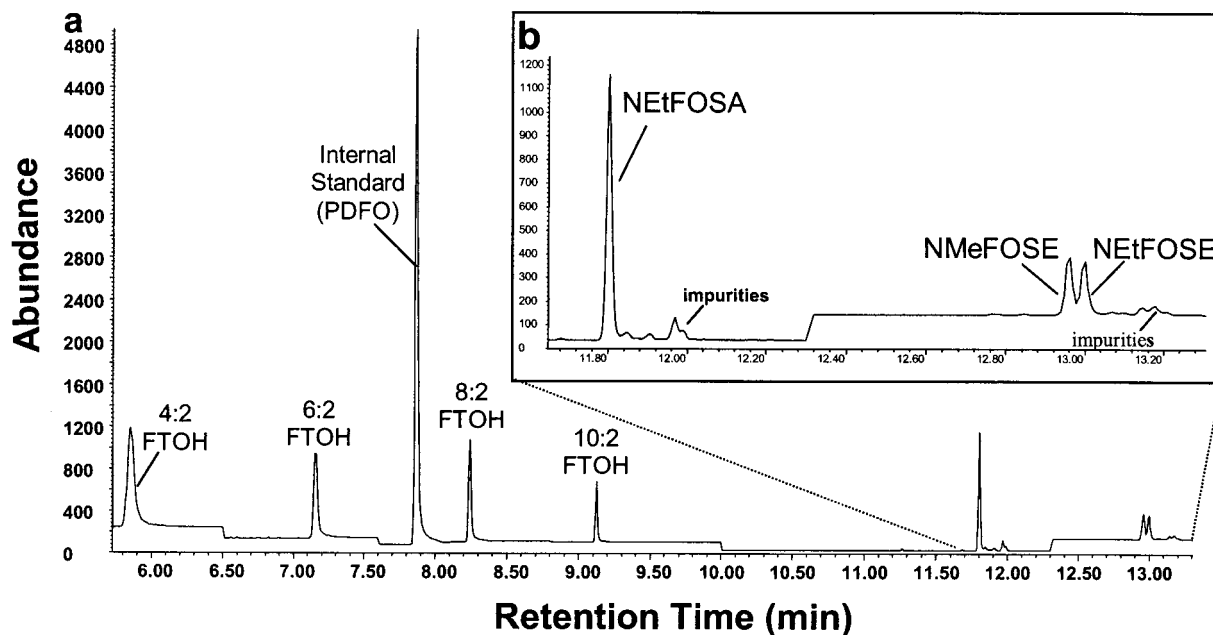 a
4800
4400
4000
3600
3200
2800
2400
2000
1600
1200
800
400
0
Abundance
4:2
FTOH
6:2
FTOH
Internal
Standard
(PDFO)
8:2
FTOH
10:2
FTOH
6.00 6.50 7.00 7.50 8.00 8.50 9.00 9.50 10.00 10.50 11.00 11.50 12.00 12.50 13.00
Retention Time (min)
b
1200
1100
1000
900
800
700
600
500
400
300
200
100
0
NEtFOSA
impurities
NMeFOSE
NEtFOSE
impurities
11.80 12.00 12.20 12.40 12.60 12.80 13.00 13.20